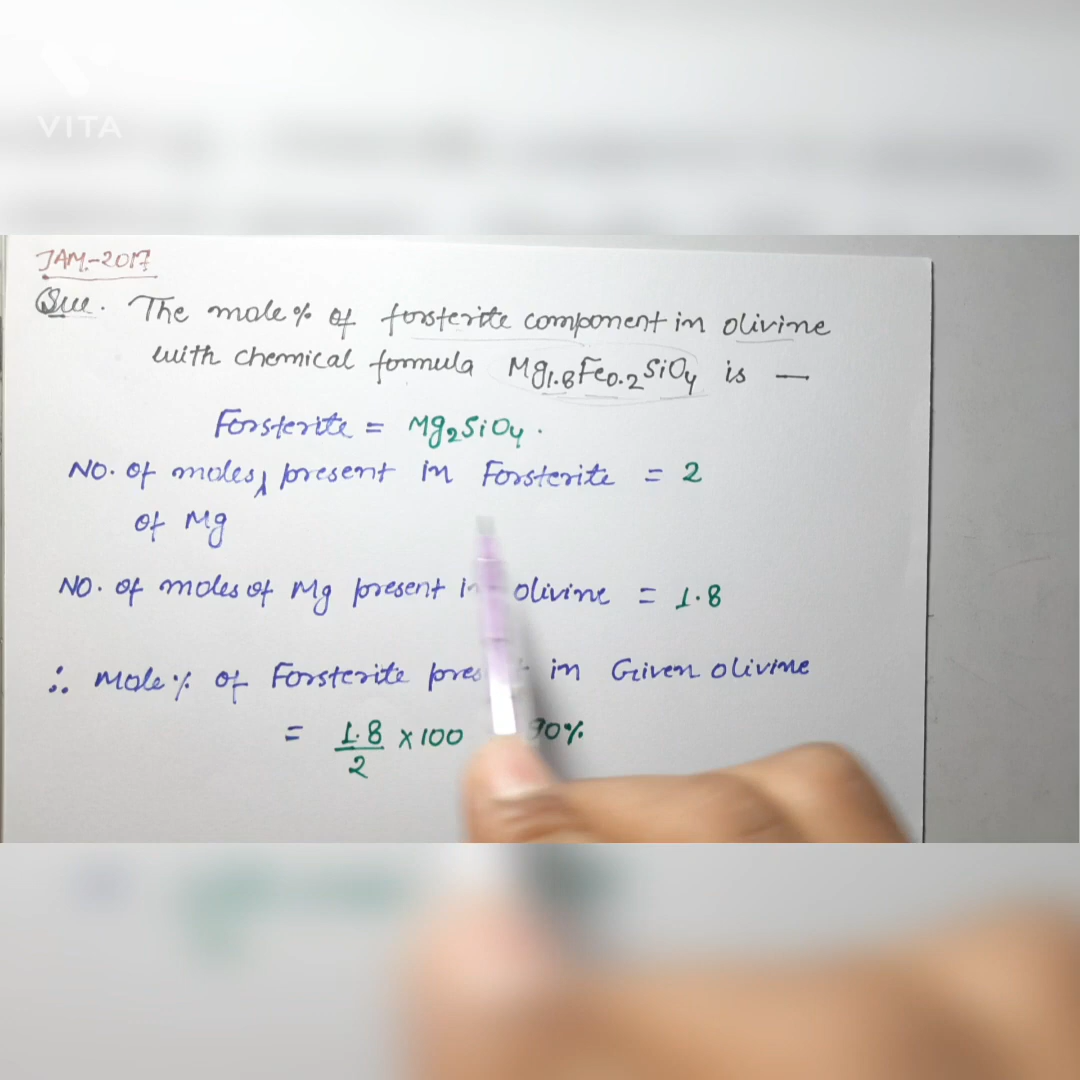 VITA
JAM-2017
Que. The mole% of forsterite component in olivine
with chemical formula Mg1.8Fe0.2SiO4 is —
Forsterite = Mg2SiO4.
NO. of moles, present in Forsterite = 2
of Mg
NO. of moles of Mg present in olivine = 1.8
∴ Mole% of Forsterite in Given olivine
= 1.8 × 100 90%
2